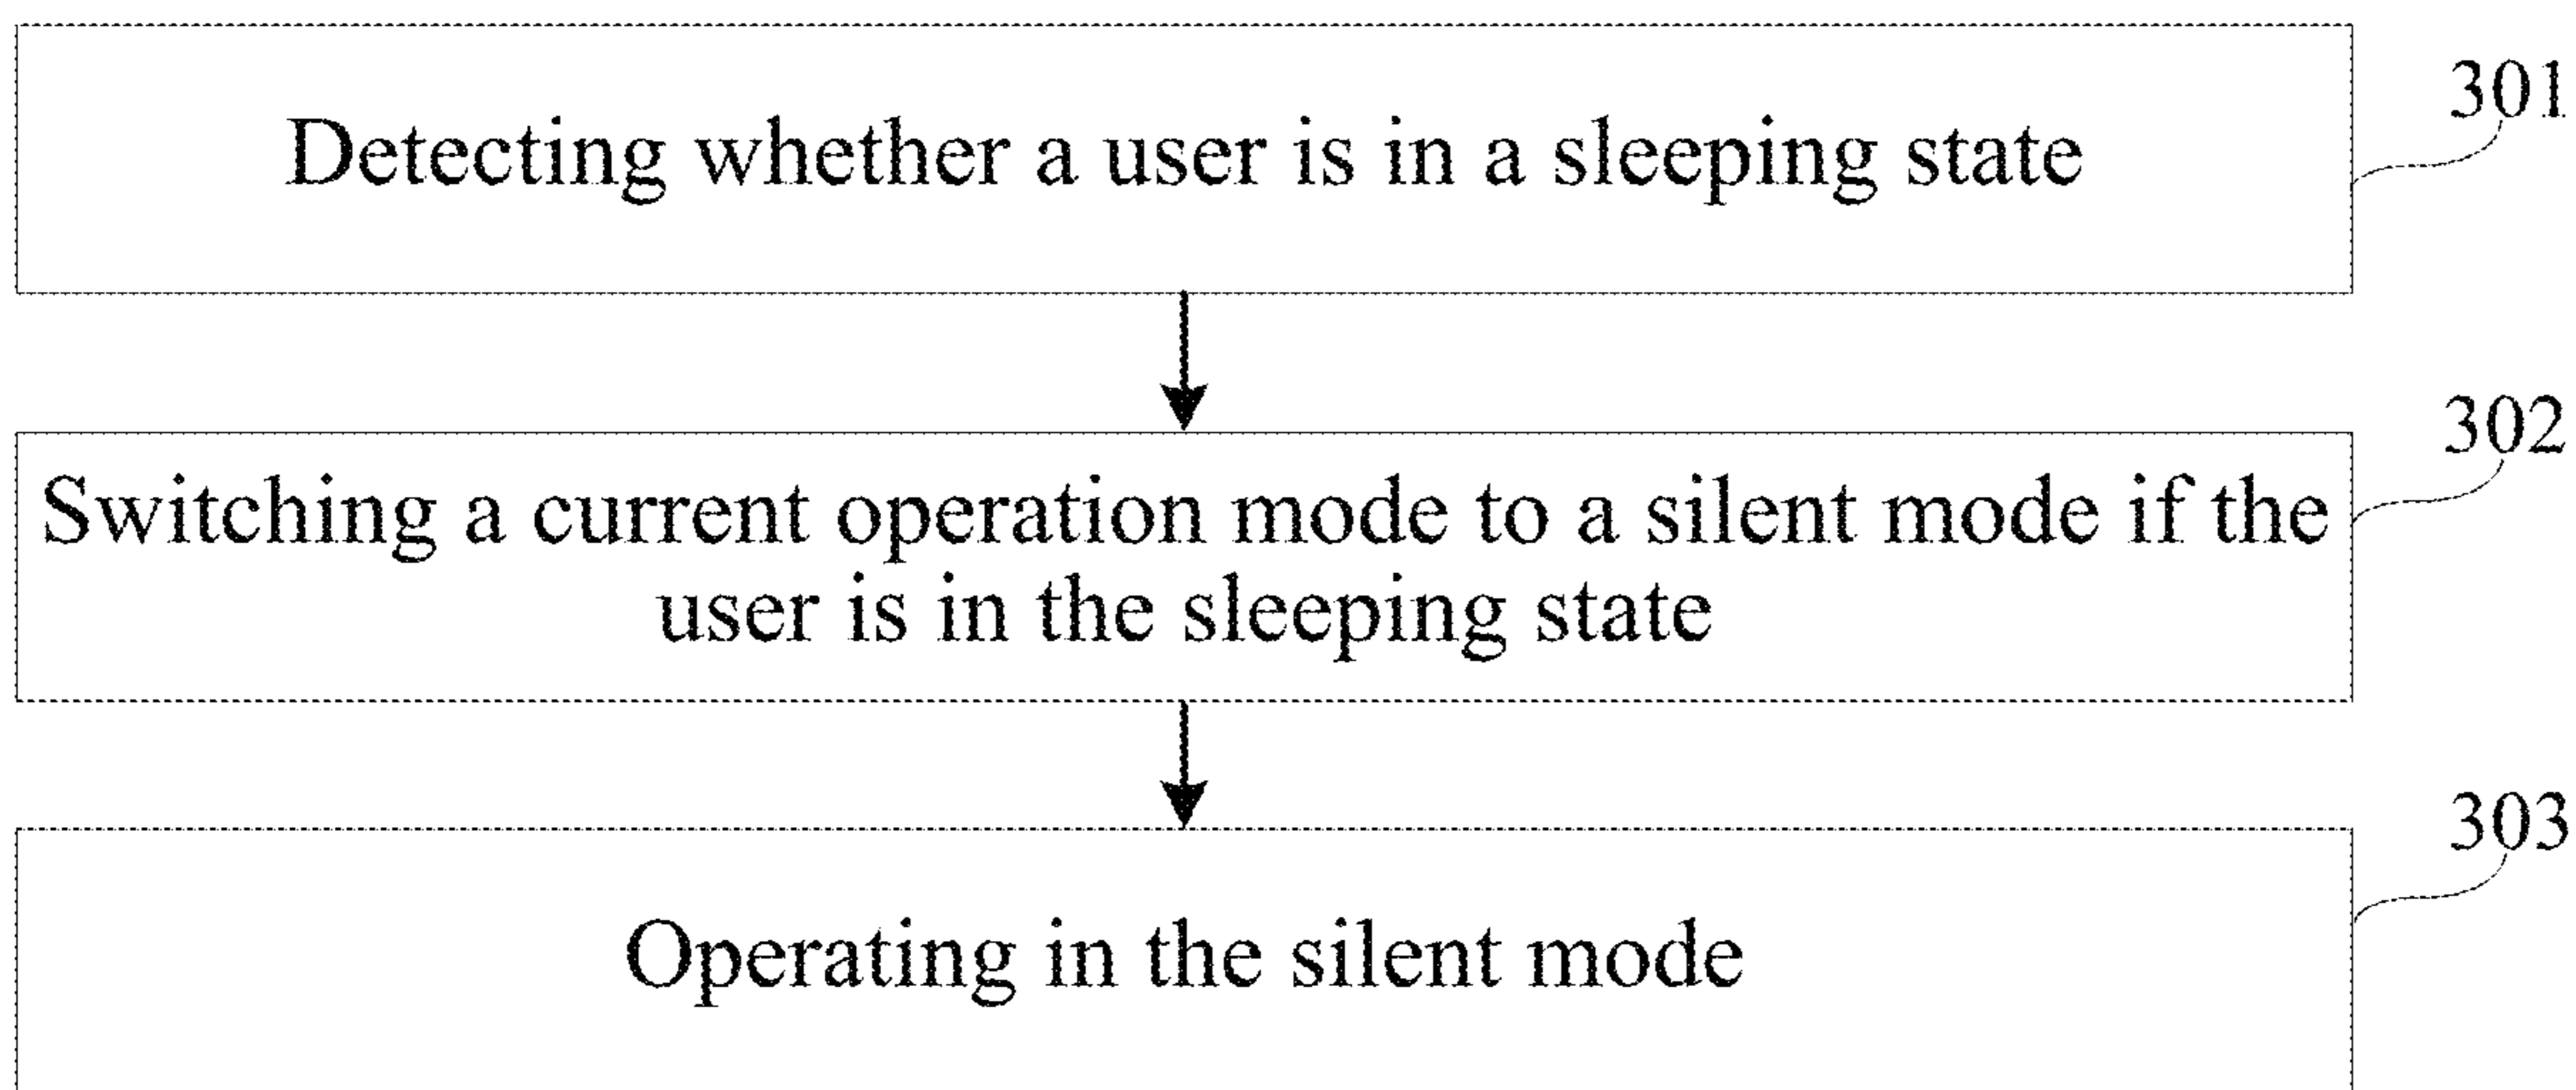 301
Detecting whether a user is in a sleeping state
302
Switching a current operation mode to a silent mode if the
user is in the sleeping state
303
Operating in the silent mode